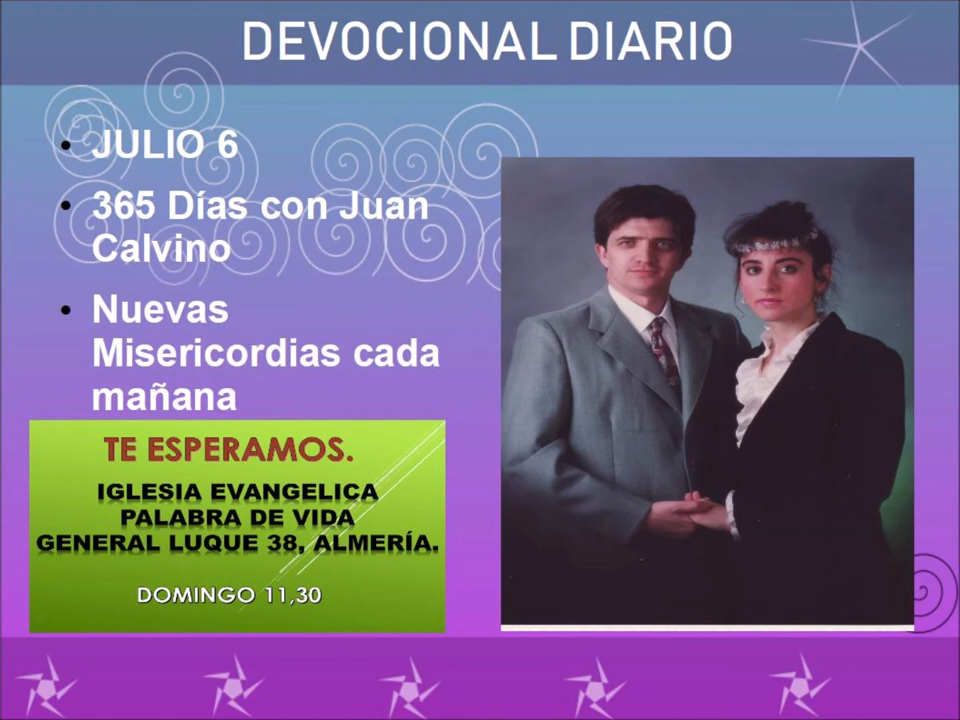 DEVOCIONAL DIARIO
• JULIO 6
• 365 Días con Juan
Calvino
• Nuevas
Misericordias cada
mañana
TE ESPERAMOS.
IGLESIA EVANGELICA
PALABRA DE VIDA
GENERAL LUQUE 38, ALMERÍA.
DOMINGO 11,30